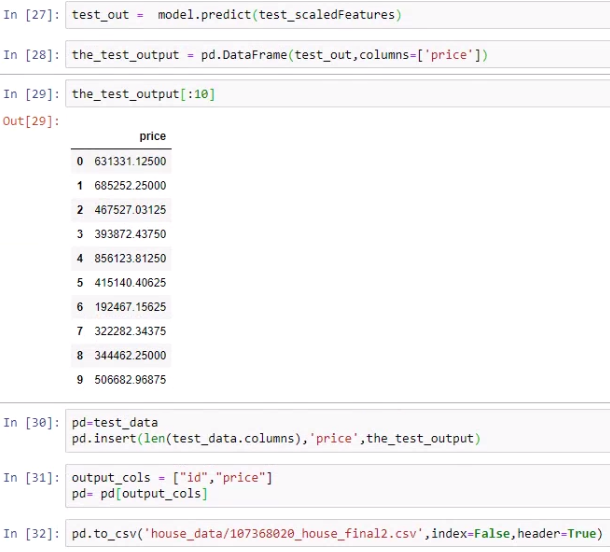 In [27]: test_out =  model.predict(test_scaledFeatures)
In [28]: the_test_output = pd.DataFrame(test_out,columns=['price'])
In [29]: the_test_output[:10]
Out[29]:
price
0 631331.12500
1 685252.25000
2 467527.03125
3 393872.43750
4 856123.81250
5 415140.40625
6 192467.15625
7 322282.34375
8 344462.25000
9 506682.96875
In [30]: pd=test_data
pd.insert(len(test_data.columns),'price',the_test_output)
In [31]: output_cols = ["id","price"]
pd= pd[output_cols]
In [32]: pd.to_csv('house_data/107368020_house_final2.csv',index=False,header=True)